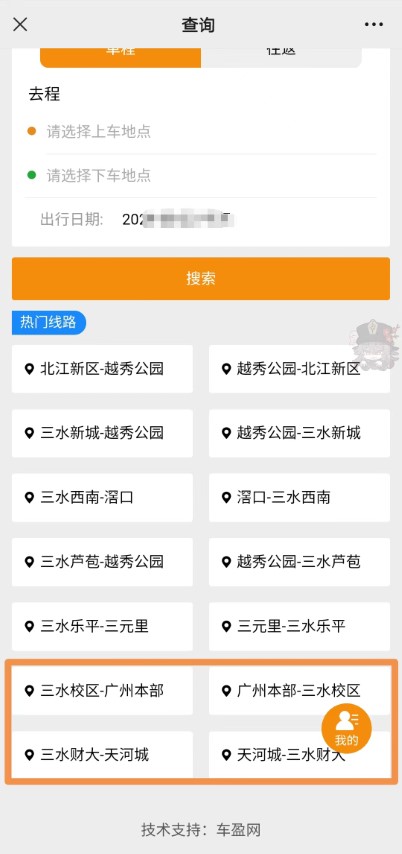 查询
单程 往返
去程
请选择上车地点
请选择下车地点
出行日期: 202
搜索
热门线路
北江新区-越秀公园 越秀公园-北江新区
三水新城-越秀公园 越秀公园-三水新城
三水西南-滘口 滘口-三水西南
三水芦苞-越秀公园 越秀公园-三水芦苞
三水乐平-三元里 三元里-三水乐平
三水校区-广州本部 广州本部-三水校区
三水财大-天河城 天河城-三水财大
我的
技术支持：车盈网